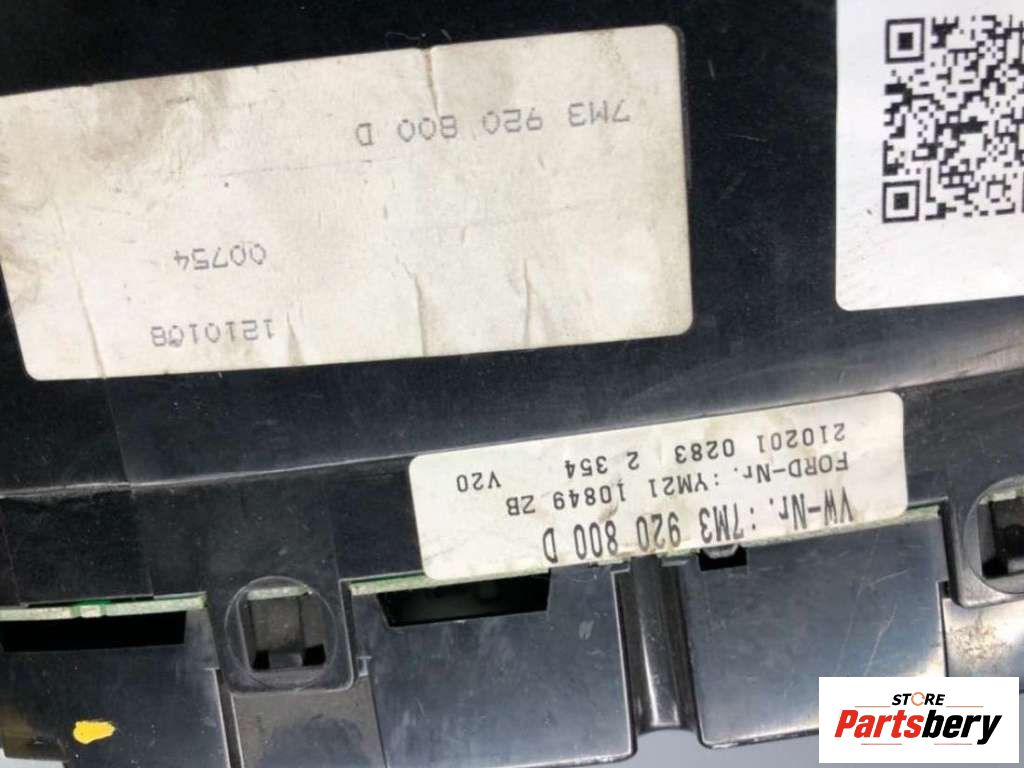 7M3 920 800 D
00754
1210108
VW-Nr.:7M3 920 800 D
FORD-Nr.:YM21 10849 ZB
210201 0283 2 354 V20
STORE
Partsbery